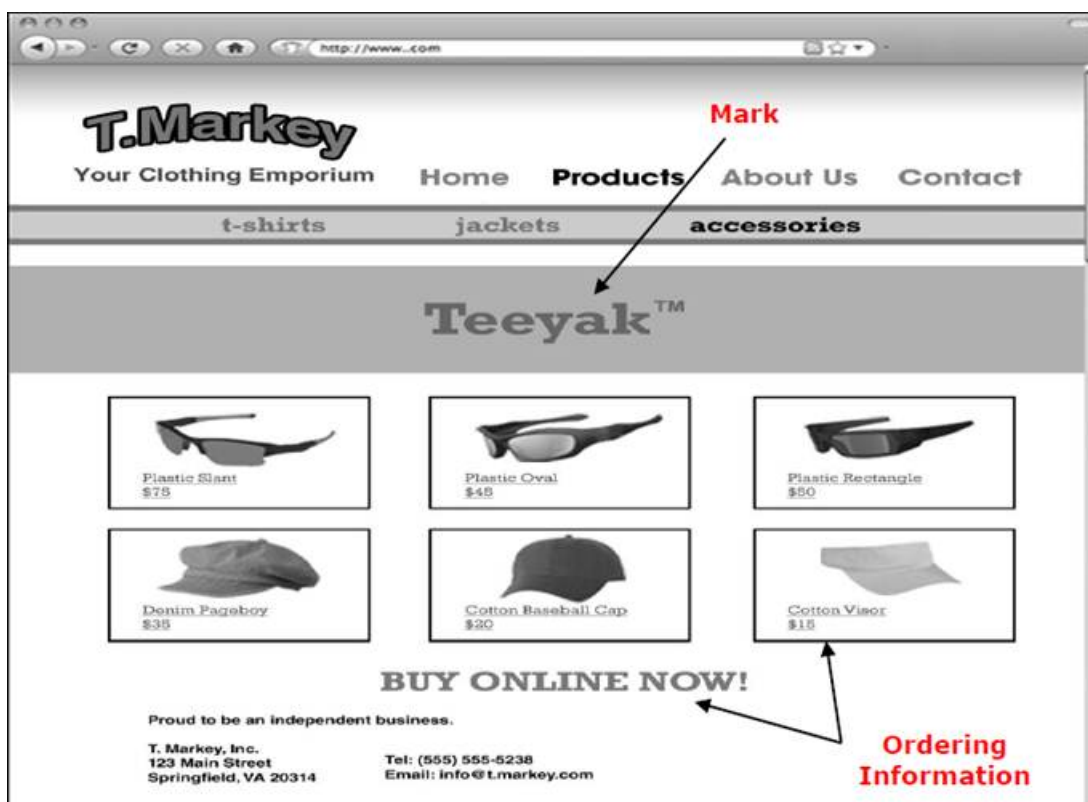 http://www..com
Mark
T.Markey
Your Clothing Emporium
Home Products About Us Contact
t-shirts jackets accessories
Teeyak™
Plastic Slant
$75
Plastic Oval
$45
Plastic Rectangle
$50
Denim Pageboy
$35
Cotton Baseball Cap
$20
Cotton Visor
$15
BUY ONLINE NOW!
Proud to be an independent business.
T. Markey, Inc.
123 Main Street
Springfield, VA 20314
Tel: (555) 555-5238
Email: info@t.markey.com
Ordering
Information